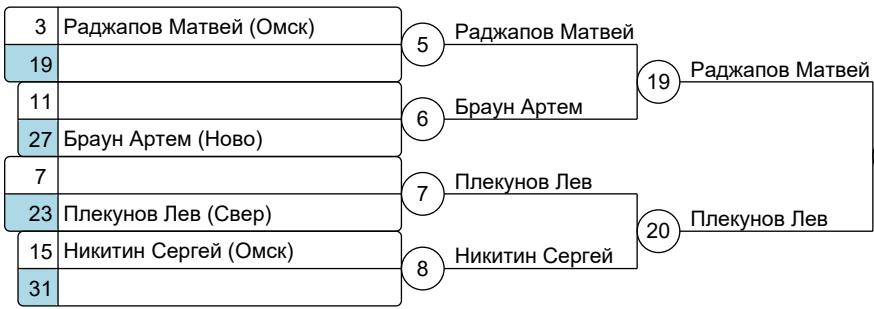 3 Раджапов Матвей (Омск)
19
5 Раджапов Матвей
11
27 Браун Артем (Ново)
6 Браун Артем
19 Раджапов Матвей
7
23 Плекунов Лев (Свер)
7 Плекунов Лев
15 Никитин Сергей (Омск)
31
8 Никитин Сергей
20 Плекунов Лев